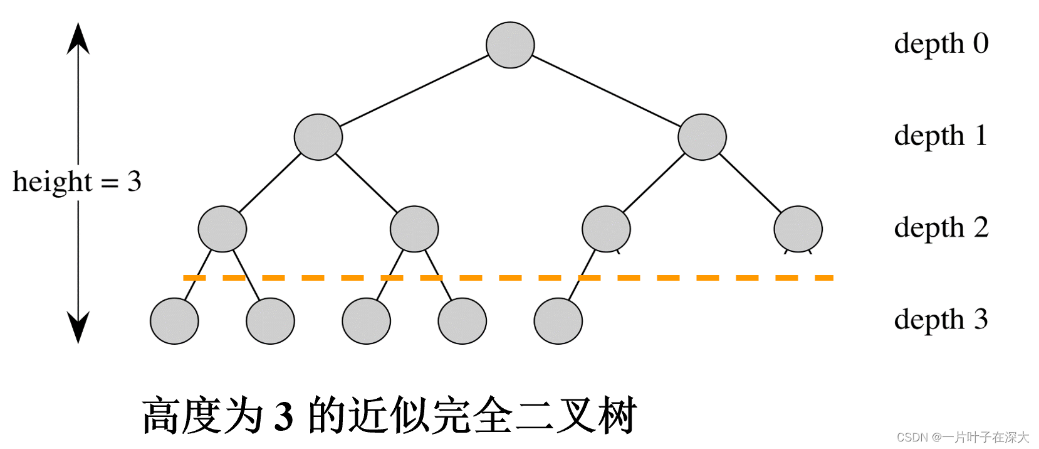 depth 0
depth 1
height = 3
depth 2
depth 3
高度为 3 的近似完全二叉树
CSDN @一片叶子在深大